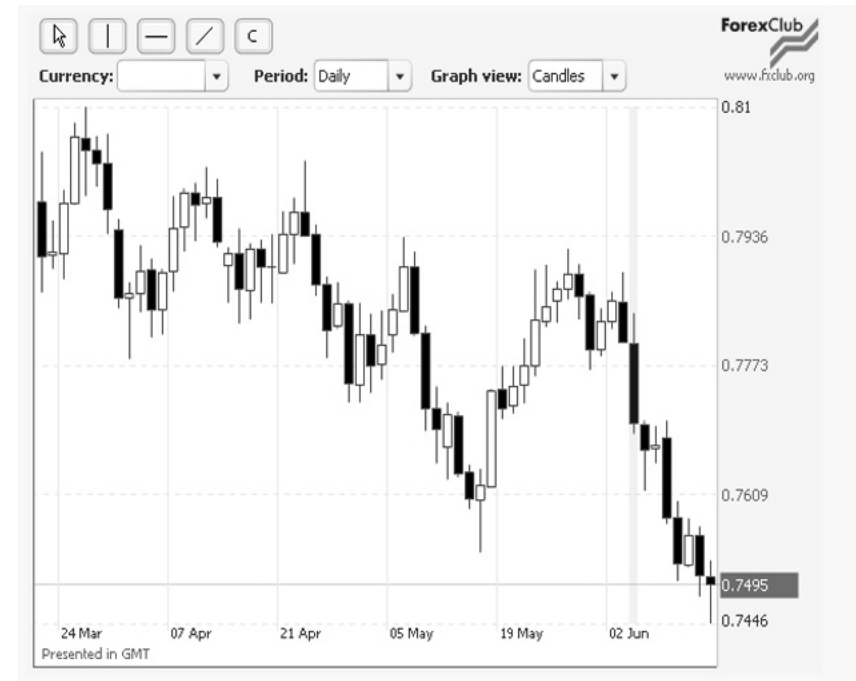 C
ForexClub
www.fxclub.org
Currency: Period: Daily Graph view: Candles
0.81
0.7936
0.7773
0.7609
0.7495
0.7446
24 Mar 07 Apr 21 Apr 05 May 19 May 02 Jun
Presented in GMT